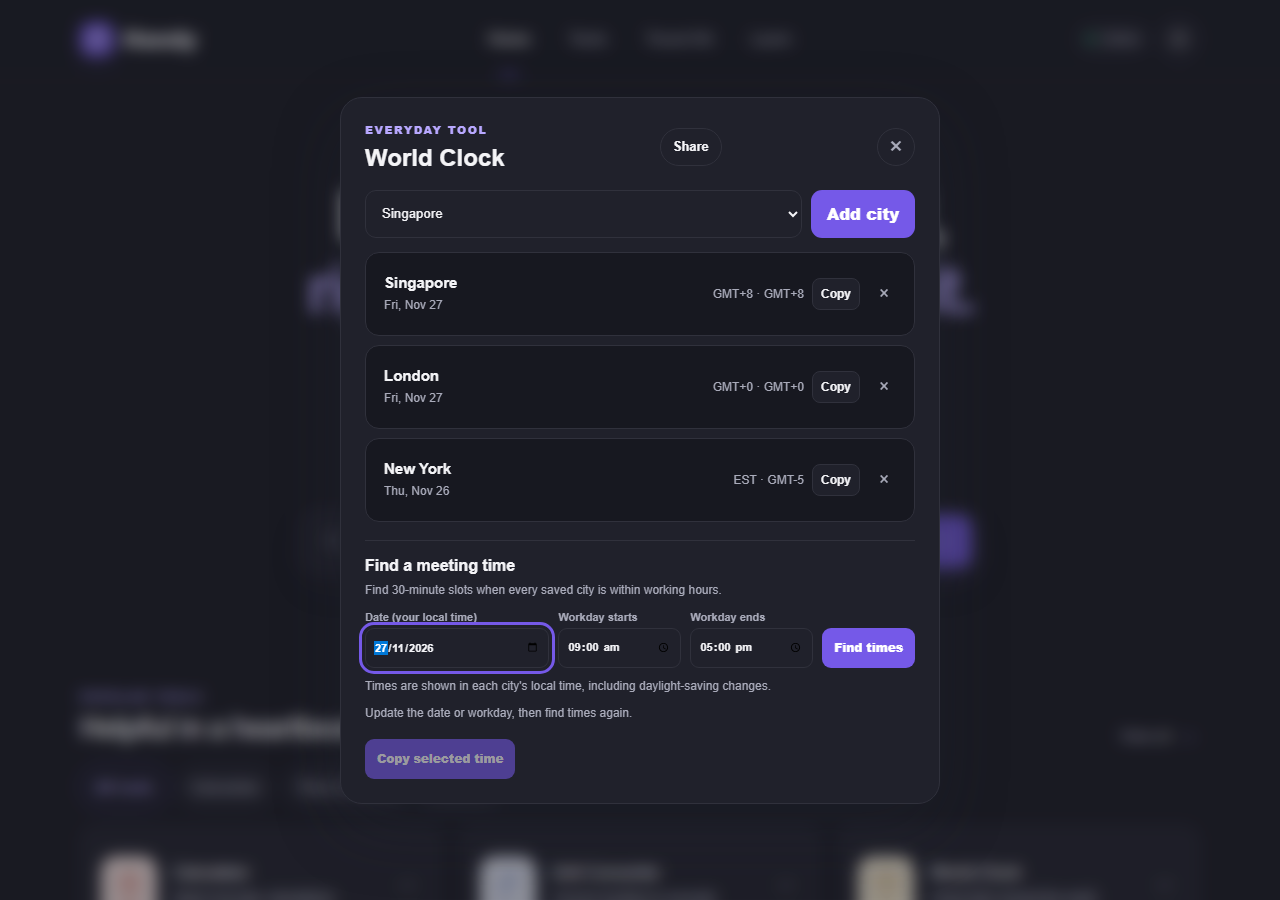 EVERYDAY TOOL
World Clock
Share
×
Singapore
Add city
Singapore
Fri, Nov 27
GMT+8 · GMT+8
Copy
×
London
Fri, Nov 27
GMT+0 · GMT+0
Copy
×
New York
Thu, Nov 26
EST · GMT-5
Copy
×
Find a meeting time
Find 30-minute slots when every saved city is within working hours.
Date (your local time)
Workday starts
Workday ends
27/11/2026
09:00 am
05:00 pm
Find times
Times are shown in each city's local time, including daylight-saving changes.
Update the date or workday, then find times again.
Copy selected time